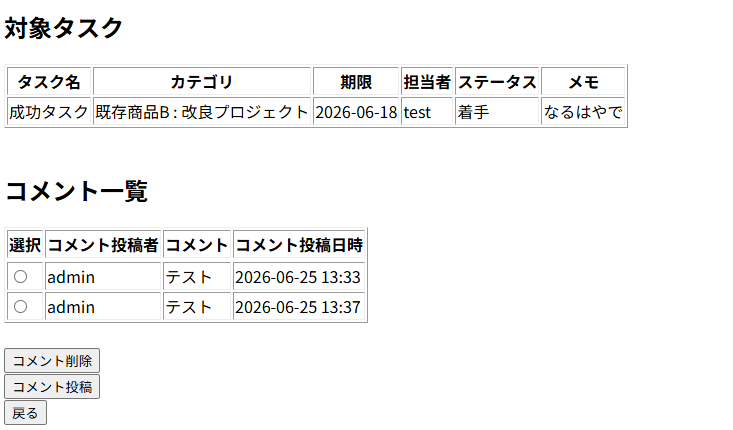 対象タスク
タスク名 カテゴリ 期限 担当者 ステータス メモ
成功タスク 既存商品B : 改良プロジェクト 2026-06-18 test 着手 なるはやで
コメント一覧
選択 コメント投稿者 コメント コメント投稿日時
admin テスト 2026-06-25 13:33
admin テスト 2026-06-25 13:37
コメント削除
コメント投稿
戻る